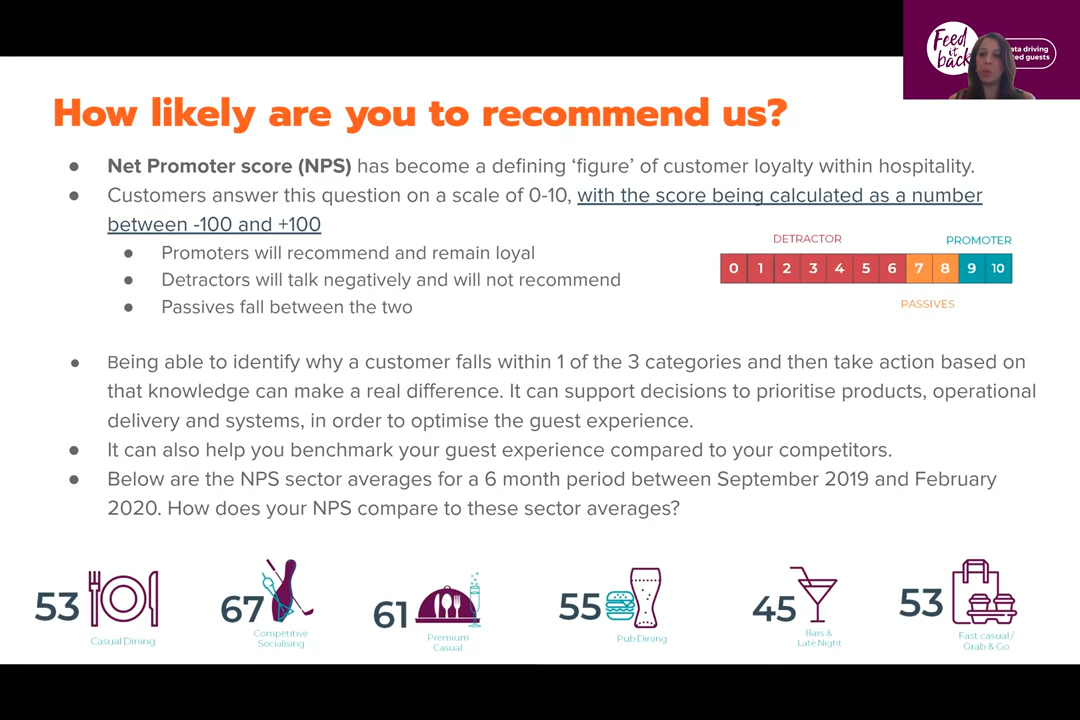 Feed
it
back
ata driving
ted guests
How likely are you to recommend us?
● Net Promoter score (NPS) has become a defining ‘figure’ of customer loyalty within hospitality.
● Customers answer this question on a scale of 0-10, with the score being calculated as a number
between -100 and +100
● Promoters will recommend and remain loyal
● Detractors will talk negatively and will not recommend
● Passives fall between the two
DETRACTOR PROMOTER
0 1 2 3 4 5 6 7 8 9 10
PASSIVES
● Being able to identify why a customer falls within 1 of the 3 categories and then take action based on
that knowledge can make a real difference. It can support decisions to prioritise products, operational
delivery and systems, in order to optimise the guest experience.
● It can also help you benchmark your guest experience compared to your competitors.
● Below are the NPS sector averages for a 6 month period between September 2019 and February
2020. How does your NPS compare to these sector averages?
53
Casual Dining
67
Competitive
Socialising
61
Premium
Casual
55
Pub Dining
45
Bars &
Late Night
53
Fast casual/
Grab & Go